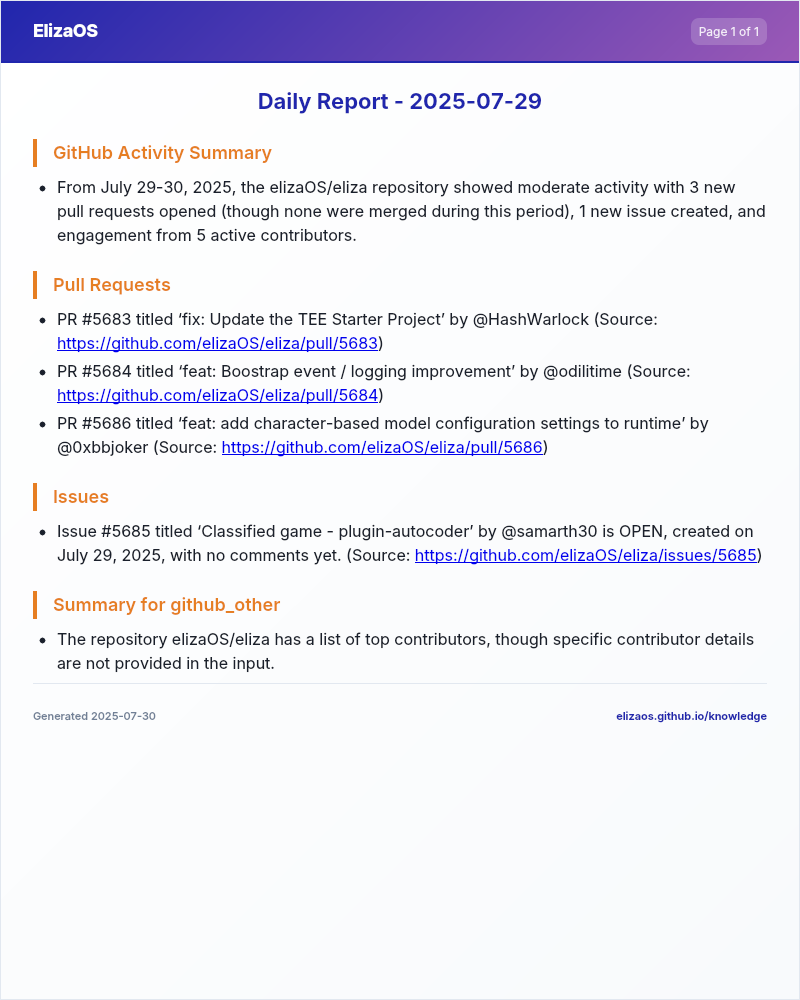 ElizaOS
Page 1 of 1
Daily Report - 2025-07-29
GitHub Activity Summary
• From July 29-30, 2025, the elizaOS/eliza repository showed moderate activity with 3 new
pull requests opened (though none were merged during this period), 1 new issue created, and
engagement from 5 active contributors.
Pull Requests
• PR #5683 titled ‘fix: Update the TEE Starter Project’ by @HashWarlock (Source:
https://github.com/elizaOS/eliza/pull/5683)
• PR #5684 titled ‘feat: Boostrap event / logging improvement’ by @odilitime (Source:
https://github.com/elizaOS/eliza/pull/5684)
• PR #5686 titled ‘feat: add character-based model configuration settings to runtime’ by
@0xbbjoker (Source: https://github.com/elizaOS/eliza/pull/5686)
Issues
• Issue #5685 titled ‘Classified game - plugin-autocoder’ by @samarth30 is OPEN, created on
July 29, 2025, with no comments yet. (Source: https://github.com/elizaOS/eliza/issues/5685)
Summary for github_other
• The repository elizaOS/eliza has a list of top contributors, though specific contributor details
are not provided in the input.
Generated 2025-07-30
elizaos.github.io/knowledge